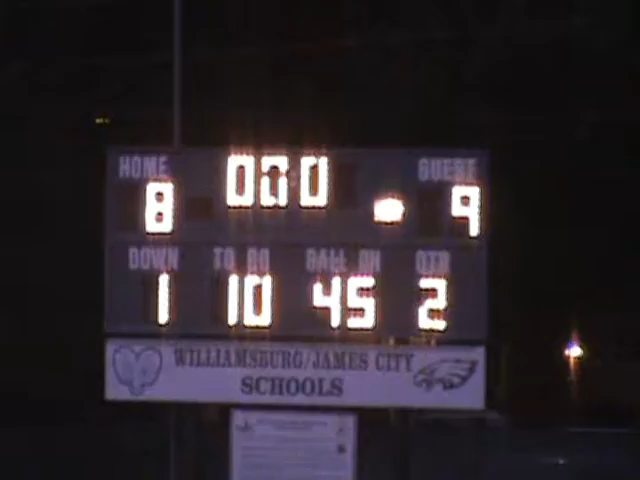 HOME 00:0 GUEST
8 9
DOWN TO GO BALL ON QTR
1 10 45 2
WILLIAMSBURG/JAMES CITY
SCHOOLS